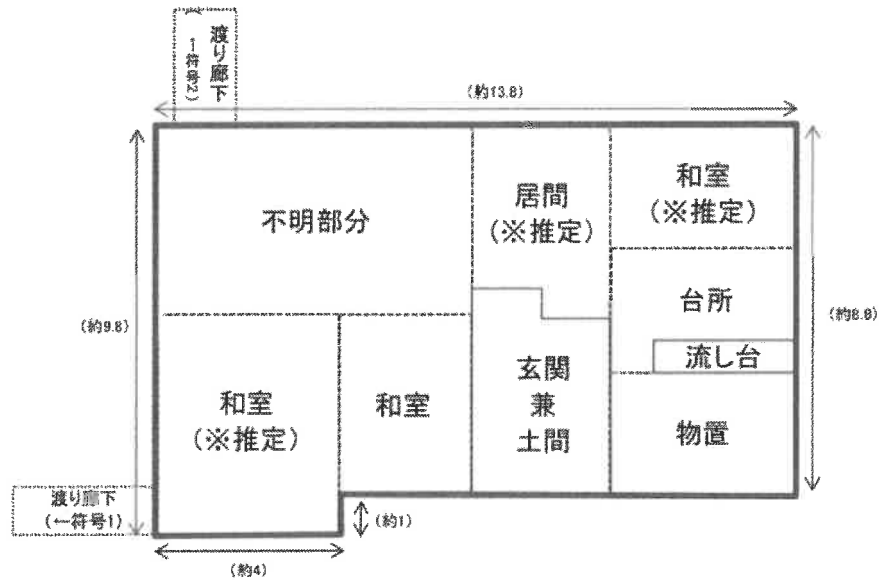 渡り廊下
(←符号2)
(約13.8)
不明部分
居間
(※推定)
和室
(※推定)
台所
流し台
(約9.8)
(約8.8)
和室
(※推定)
和室
玄関
兼
土間
物置
渡り廊下
(←符号1)
(約1)
(約4)